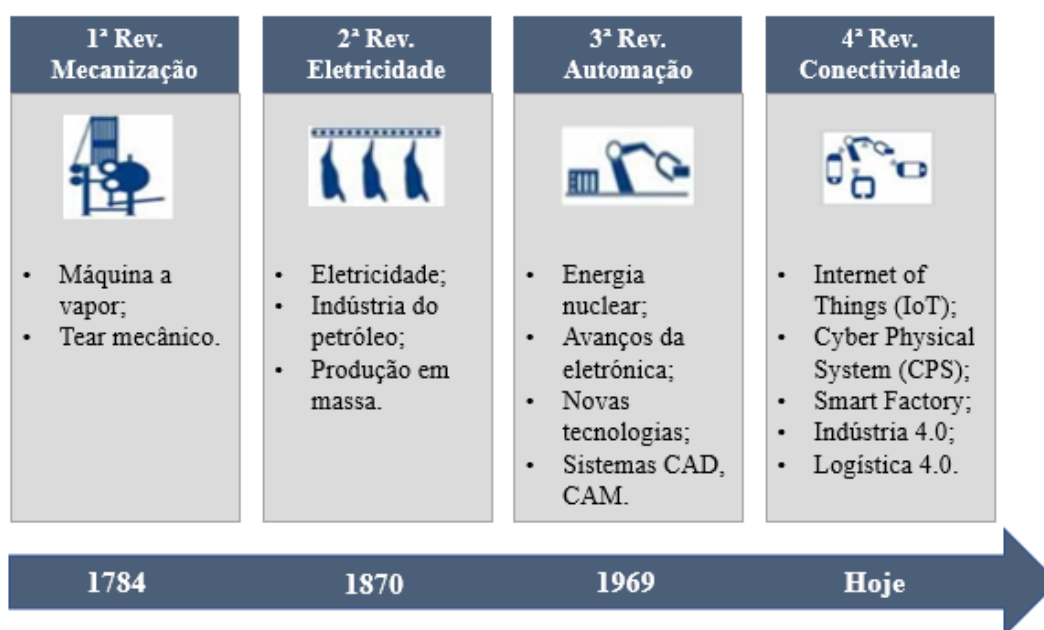 1ª Rev.
Mecanização
• Máquina a
vapor;
• Tear mecânico.
2ª Rev.
Eletricidade
• Eletricidade;
• Indústria do
petróleo;
• Produção em
massa.
3ª Rev.
Automação
• Energia
nuclear;
• Avanços da
eletrónica;
• Novas
tecnologias;
• Sistemas CAD,
CAM.
4ª Rev.
Conectividade
• Internet of
Things (IoT);
• Cyber Physical
System (CPS);
• Smart Factory;
• Indústria 4.0;
• Logística 4.0.
1784
1870
1969
Hoje